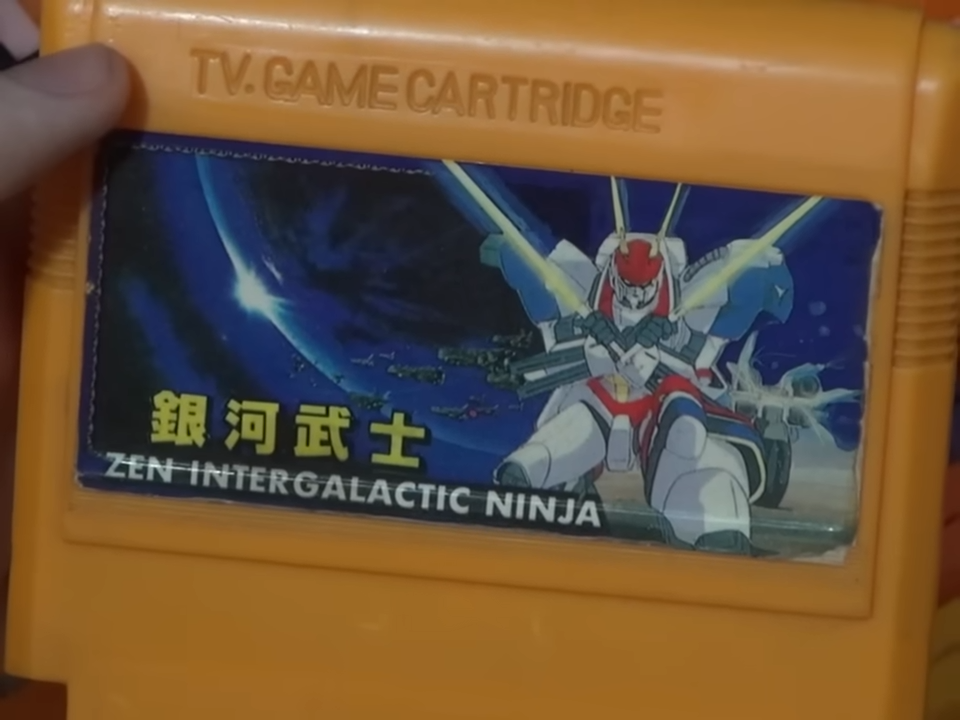 TV. GAME CARTRIDGE
銀河武士
ZEN INTERGALACTIC NINJA